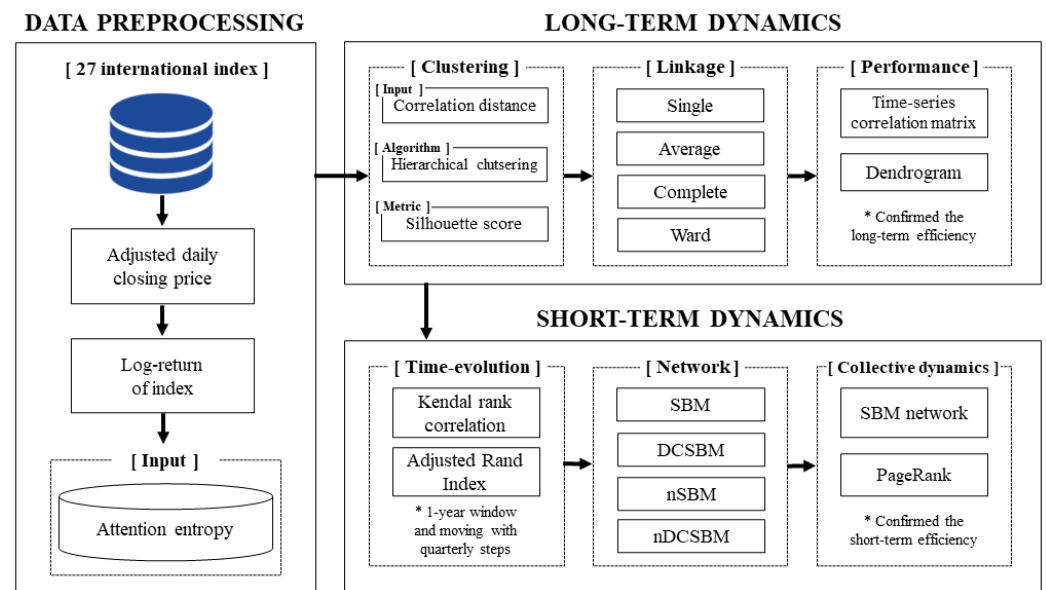 DATA PREPROCESSING
[ 27 international index ]
Adjusted daily
closing price
Log-return
of index
[ Input ]
Attention entropy
LONG-TERM DYNAMICS
[ Clustering ]
[ Input ]
Correlation distance
[ Algorithm ]
Hierarchical clutsering
[ Metric ]
Silhouette score
[ Linkage ]
Single
Average
Complete
Ward
[ Performance ]
Time-series
correlation matrix
Dendrogram
* Confirmed the
long-term efficiency
SHORT-TERM DYNAMICS
[ Time-evolution ]
Kendal rank
correlation
Adjusted Rand
Index
* 1-year window
and moving with
quarterly steps
[ Network ]
SBM
DCSBM
nSBM
nDCSBM
[ Collective dynamics ]
SBM network
PageRank
* Confirmed the
short-term efficiency